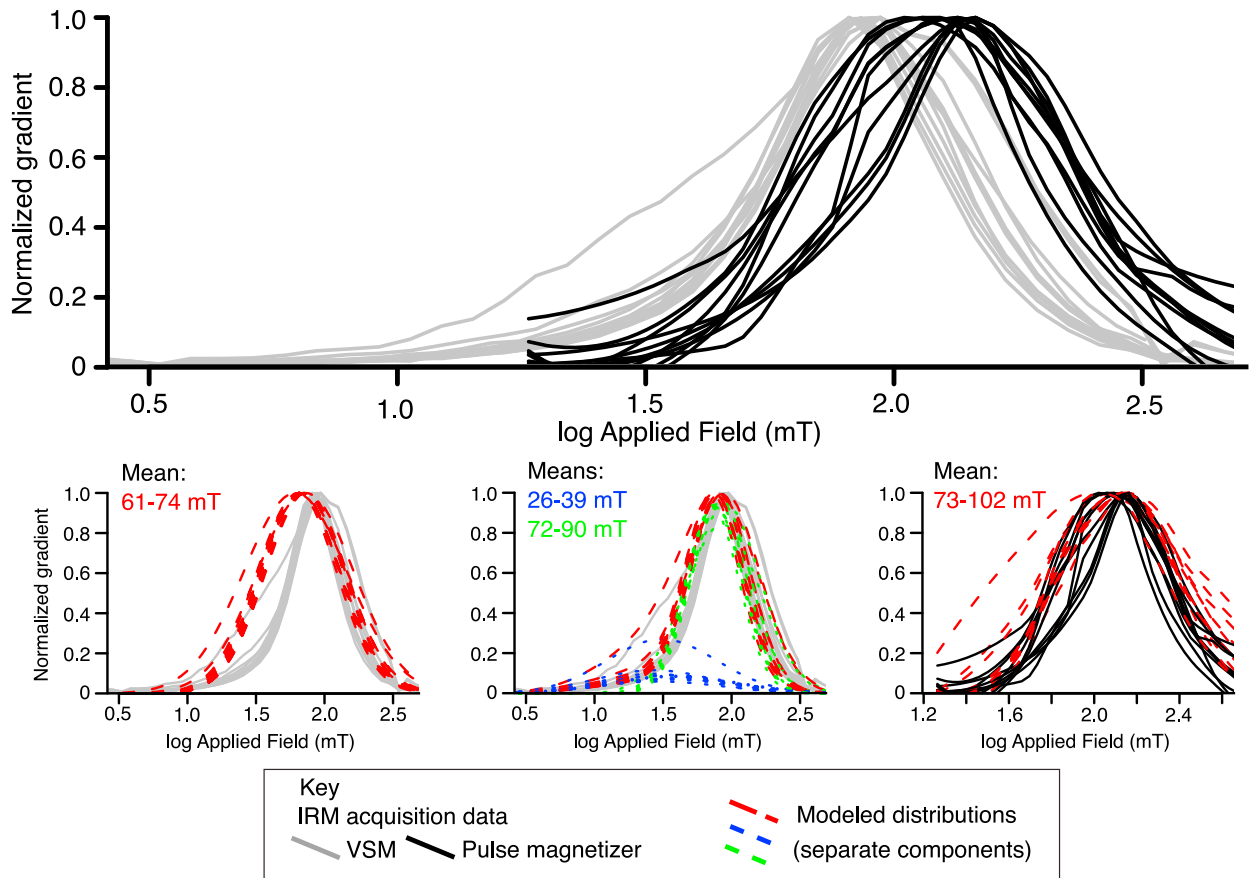 1.0
0.8
0.6
0.4
0.2
0
Normalized gradient
0.5 1.0 1.5 2.0 2.5
log Applied Field (mT)
Mean:
61-74 mT
1.0
0.8
0.6
0.4
0.2
0
Normalized gradient
0.5 1.0 1.5 2.0 2.5
log Applied Field (mT)
Means:
26-39 mT
72-90 mT
1.0
0.8
0.6
0.4
0.2
0
0.5 1.0 1.5 2.0 2.5
log Applied Field (mT)
Mean:
73-102 mT
1.0
0.8
0.6
0.4
0.2
0
1.2 1.6 2.0 2.4
log Applied Field (mT)
Key
IRM acquisition data
VSM Pulse magnetizer
Modeled distributions
(separate components)